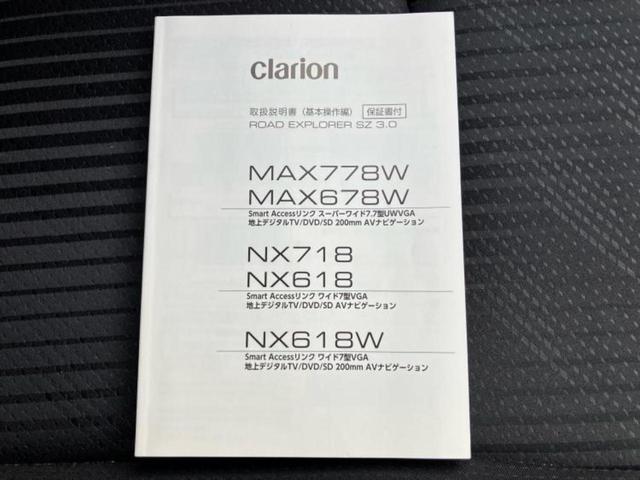 clarion
取扱説明書（基本操作編） 保証書付
ROAD EXPLORER SZ 3.0
MAX778W
MAX678W
Smart Accessリンク スーパーワイド7.7型UWVGA
地上デジタルTV/DVD/SD 200mm AVナビゲーション
NX718
NX618
Smart Accessリンク ワイド7型VGA
地上デジタルTV/DVD/SD AVナビゲーション
NX618W
Smart Accessリンク ワイド7型VGA
地上デジタルTV/DVD/SD 200mm AVナビゲーション